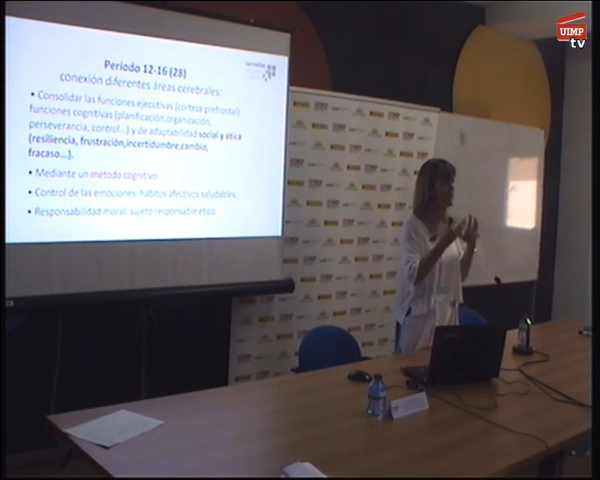 Período 12-16 (28)
conexión diferentes áreas cerebrales:
• Consolidar las funciones ejecutivas (corteza prefrontal):
funciones cognitivas (planificación,organización,
perseverancia, control...) y de adaptabilidad social y ética
(resiliencia, frustración,incertidumbre,cambio,
fracaso...).
• Mediante un método cognitivo.
• Control de las emociones: hábitos afectivos saludables.
• Responsabilidad moral: sujeto responsable ético.
UIMP
tv